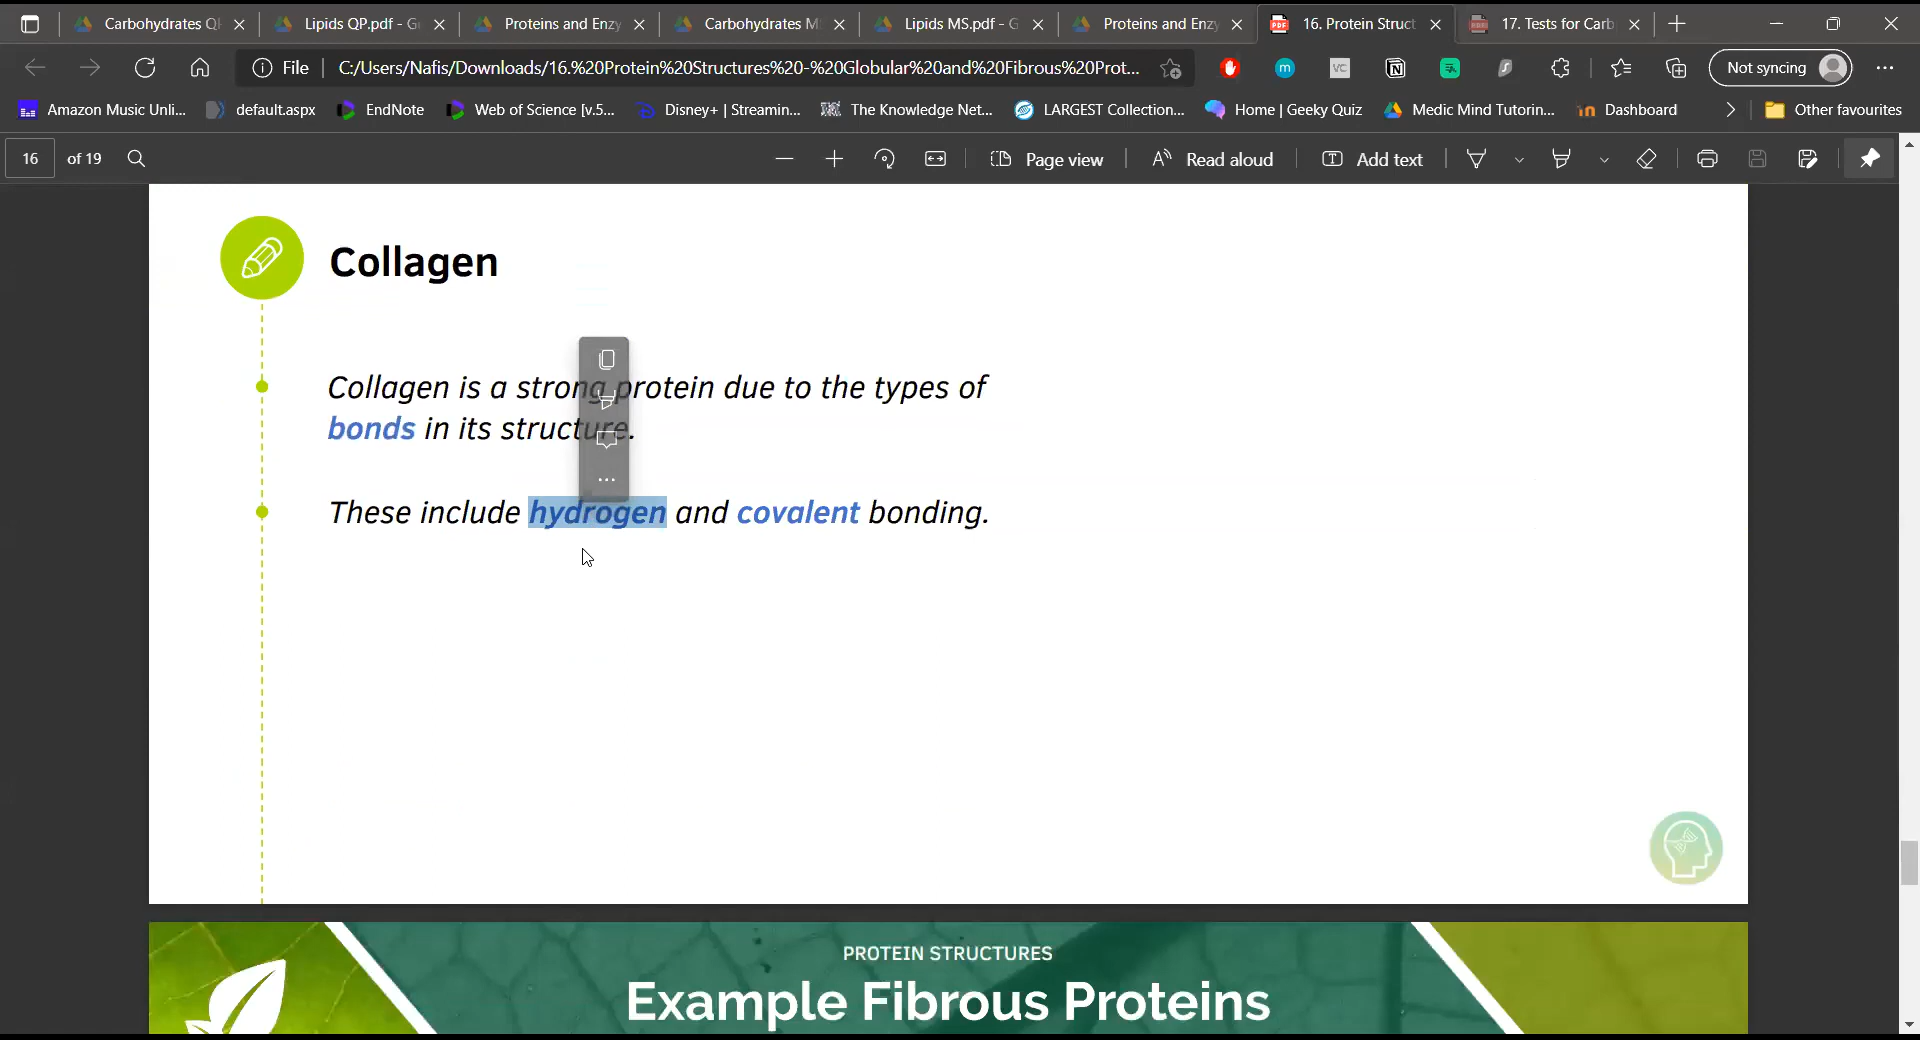 Carbohydrates Q
Lipids QP.pdf - G
Proteins and Enzy
Carbohydrates M
Lipids MS.pdf - G
Proteins and Enzy
16. Protein Struct
17. Tests for Carb
File
C:/Users/Nafis/Downloads/16.%20Protein%20Structures%20-%20Globular%20and%20Fibrous%20Prot...
VC
Not syncing
Amazon Music Unli...
default.aspx
EndNote
Web of Science [v.5...
Disney+ | Streamin...
The Knowledge Net...
LARGEST Collection...
Home | Geeky Quiz
Medic Mind Tutorin...
Dashboard
Other favourites
16 of 19
Page view
Read aloud
Add text
Collagen
Collagen is a strong protein due to the types of
bonds in its structure.
These include hydrogen and covalent bonding.
PROTEIN STRUCTURES
Example Fibrous Proteins